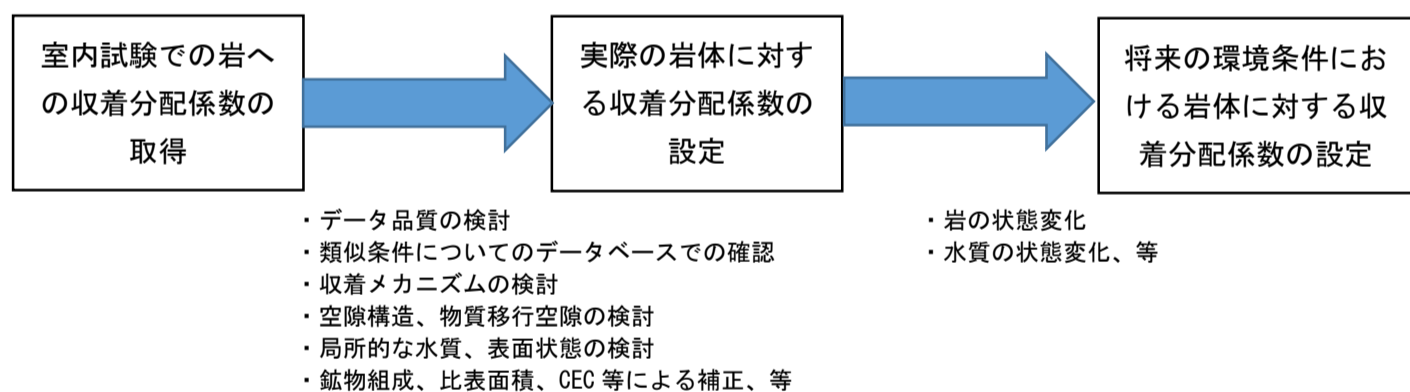 室内試験での岩へ
の収着分配係数の
取得
実際の岩体に対す
る収着分配係数の
設定
将来の環境条件にお
ける岩体に対する収
着分配係数の設定
・データ品質の検討
・類似条件についてのデータベースでの確認
・収着メカニズムの検討
・空隙構造、物質移行空隙の検討
・局所的な水質、表面状態の検討
・鉱物組成、比表面積、CEC 等による補正、等
・岩の状態変化
・水質の状態変化、等